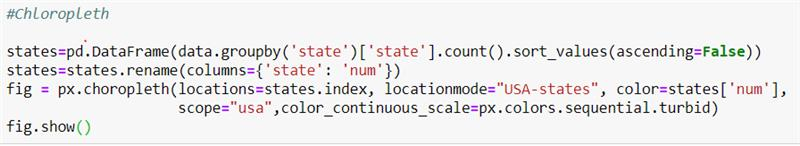 #Chloropleth
states=pd.DataFrame(data.groupby('state')['state'].count().sort_values(ascending=False))
states=states.rename(columns={'state': 'num'})
fig = px.choropleth(locations=states.index, locationmode="USA-states", color=states['num'],
scope="usa",color_continuous_scale=px.colors.sequential.turbid)
fig.show()